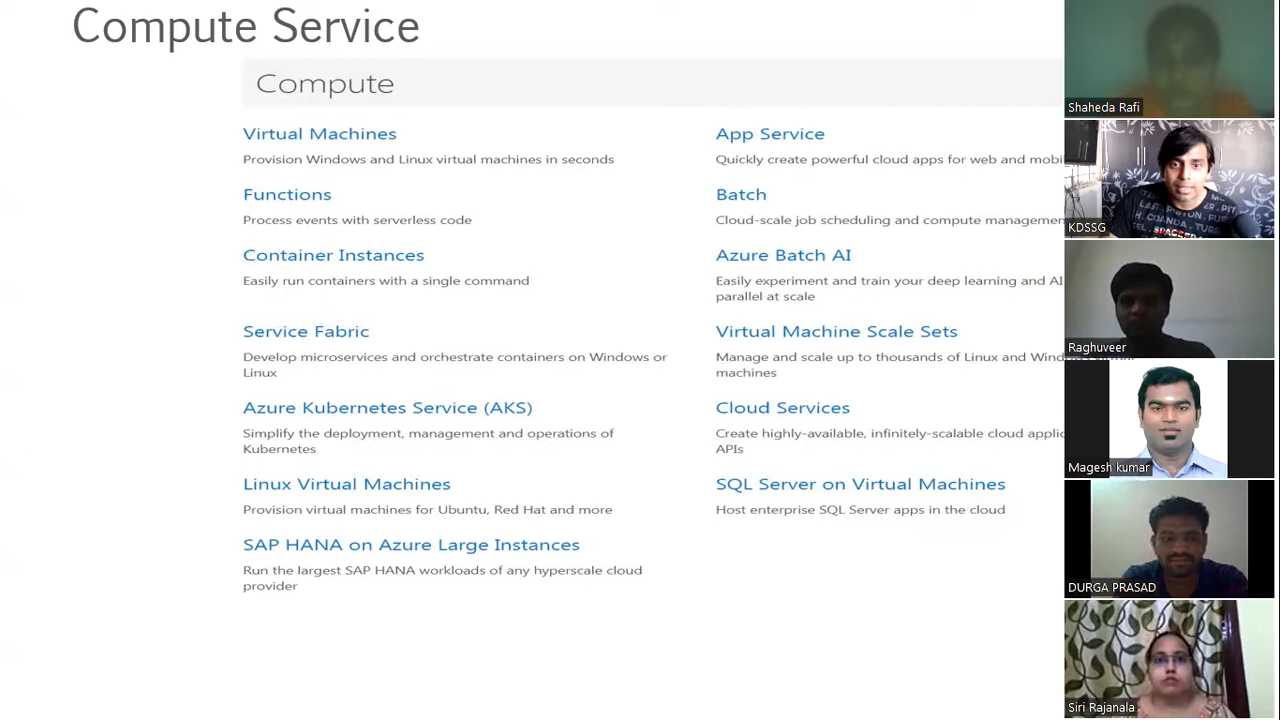 Compute Service
Compute
Virtual Machines
Provision Windows and Linux virtual machines in seconds
Functions
Process events with serverless code
Container Instances
Easily run containers with a single command
Service Fabric
Develop microservices and orchestrate containers on Windows or
Linux
Azure Kubernetes Service (AKS)
Simplify the deployment, management and operations of
Kubernetes
Linux Virtual Machines
Provision virtual machines for Ubuntu, Red Hat and more
SAP HANA on Azure Large Instances
Run the largest SAP HANA workloads of any hyperscale cloud
provider
App Service
Quickly create powerful cloud apps for web and mobi
Batch
Cloud-scale job scheduling and compute managemen
Azure Batch AI
Easily experiment and train your deep learning and AI
parallel at scale
Virtual Machine Scale Sets
Manage and scale up to thousands of Linux and Wind
machines
Cloud Services
Create highly-available, infinitely-scalable cloud applic
APIs
SQL Server on Virtual Machines
Host enterprise SQL Server apps in the cloud
Shaheda Rafi
KDSSG
Raghuveer
Magesh kumar
DURGA PRASAD
Siri Rajanala